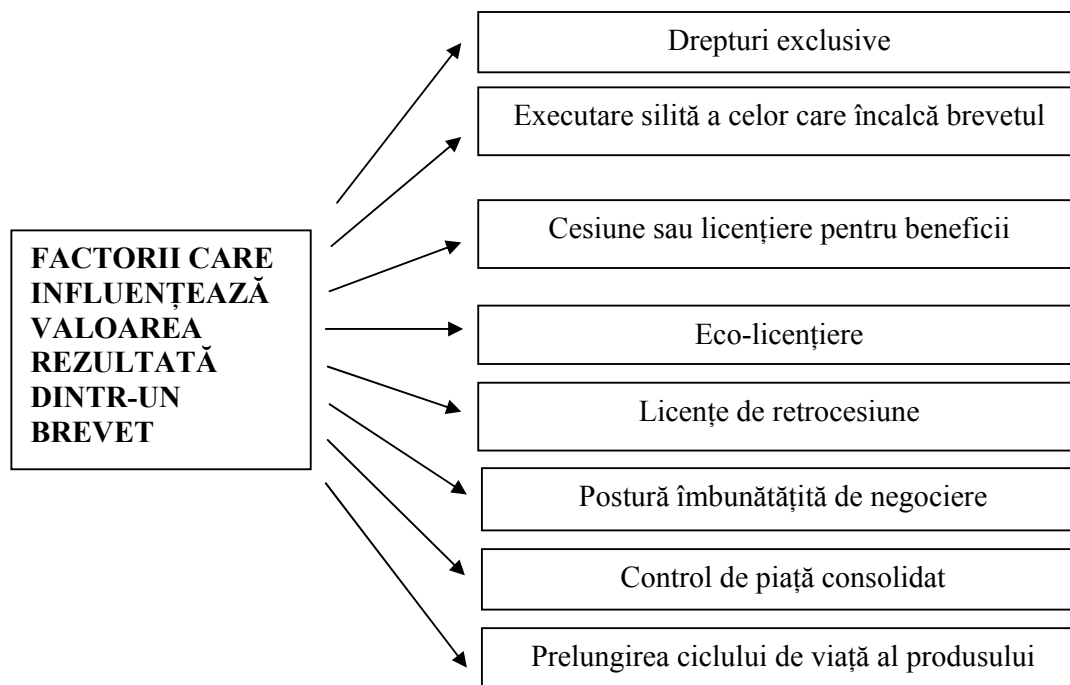 FACTORII CARE
INFLUENȚEAZĂ
VALOAREA
REZULTATĂ
DINTR-UN
BREVET
Drepturi exclusive
Executare silită a celor care încalcă brevetul
Cesiune sau licențiere pentru beneficii
Eco-licențiere
Licențe de retrocesiune
Postură îmbunătățită de negociere
Control de piață consolidat
Prelungirea ciclului de viață al produsului